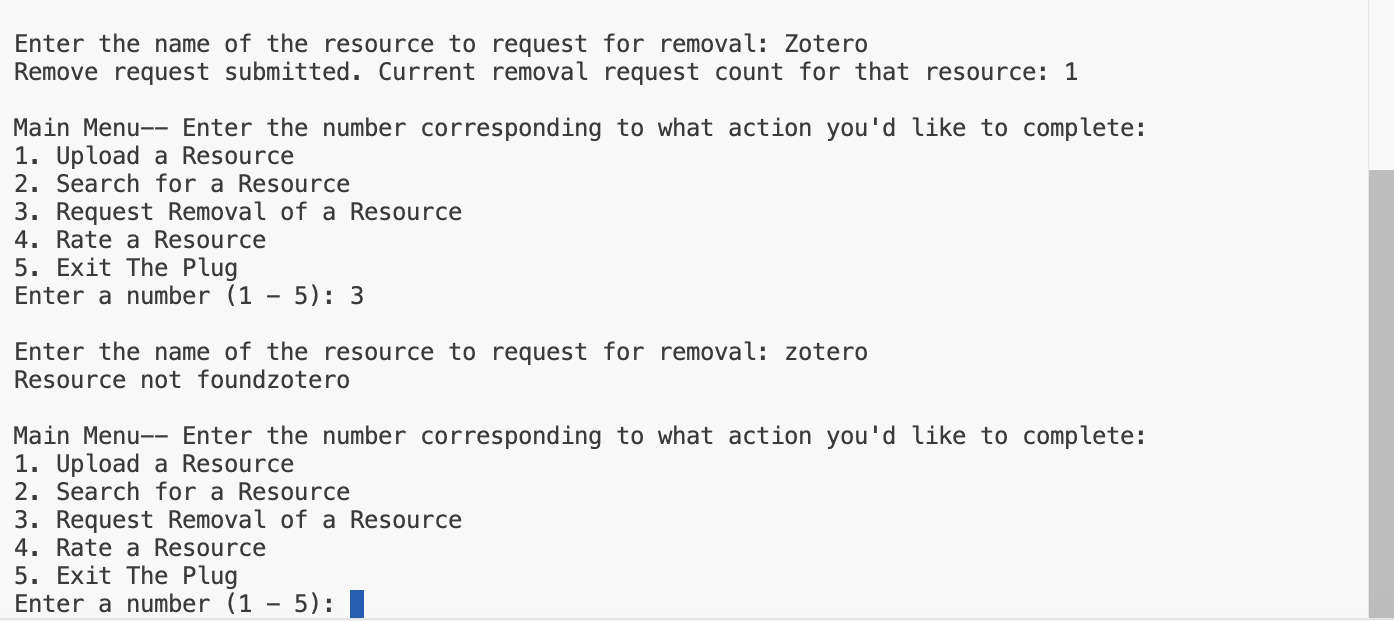 Enter the name of the resource to request for removal: Zotero
Remove request submitted. Current removal request count for that resource: 1
Main Menu-- Enter the number corresponding to what action you'd like to complete:
1. Upload a Resource
2. Search for a Resource
3. Request Removal of a Resource
4. Rate a Resource
5. Exit The Plug
Enter a number (1 - 5): 3
Enter the name of the resource to request for removal: zotero
Resource not foundzotero
Main Menu-- Enter the number corresponding to what action you'd like to complete:
1. Upload a Resource
2. Search for a Resource
3. Request Removal of a Resource
4. Rate a Resource
5. Exit The Plug
Enter a number (1 - 5):